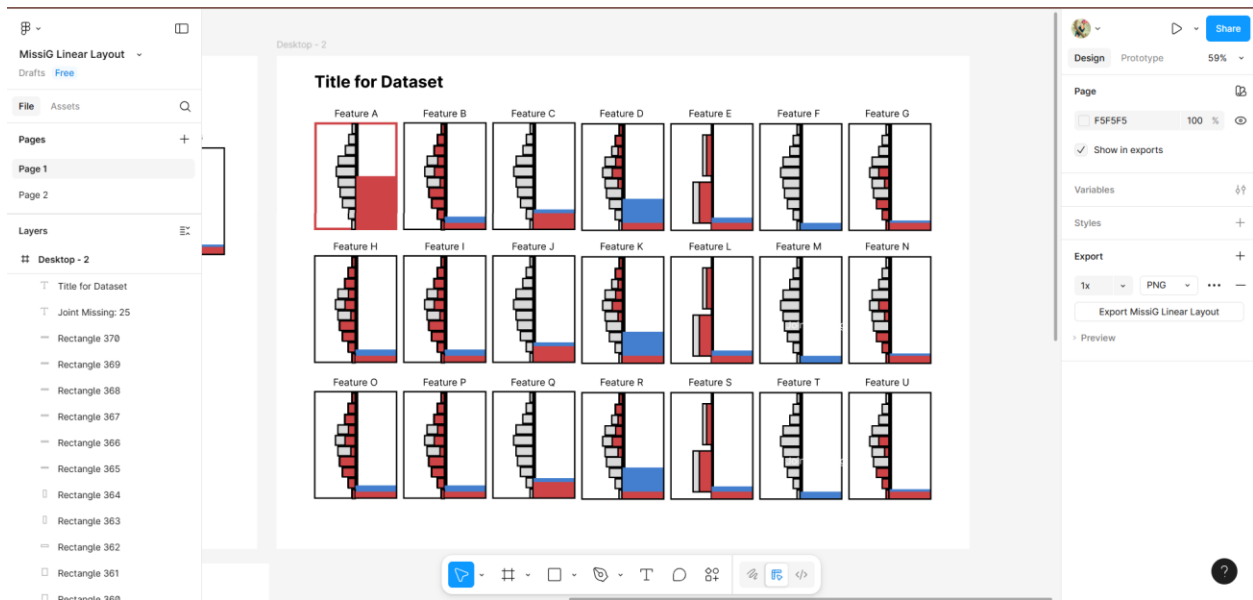 MissiG Linear Layout
Drafts Free
File Assets
Pages
Page 1
Page 2
Layers
Desktop - 2
Title for Dataset
Joint Missing: 25
Rectangle 370
Rectangle 369
Rectangle 368
Rectangle 367
Rectangle 366
Rectangle 365
Rectangle 364
Rectangle 363
Rectangle 362
Rectangle 361
Rectangle 360
Desktop - 2
Title for Dataset
Feature A Feature B Feature C Feature D Feature E Feature F Feature G
Feature H Feature I Feature J Feature K Feature L Feature M Feature N
Feature O Feature P Feature Q Feature R Feature S Feature T Feature U
Share
Design Prototype 59%
Page
F5F5F5 100 %
Show in exports
Variables
Styles
Export
1x PNG
Export MissiG Linear Layout
Preview
?